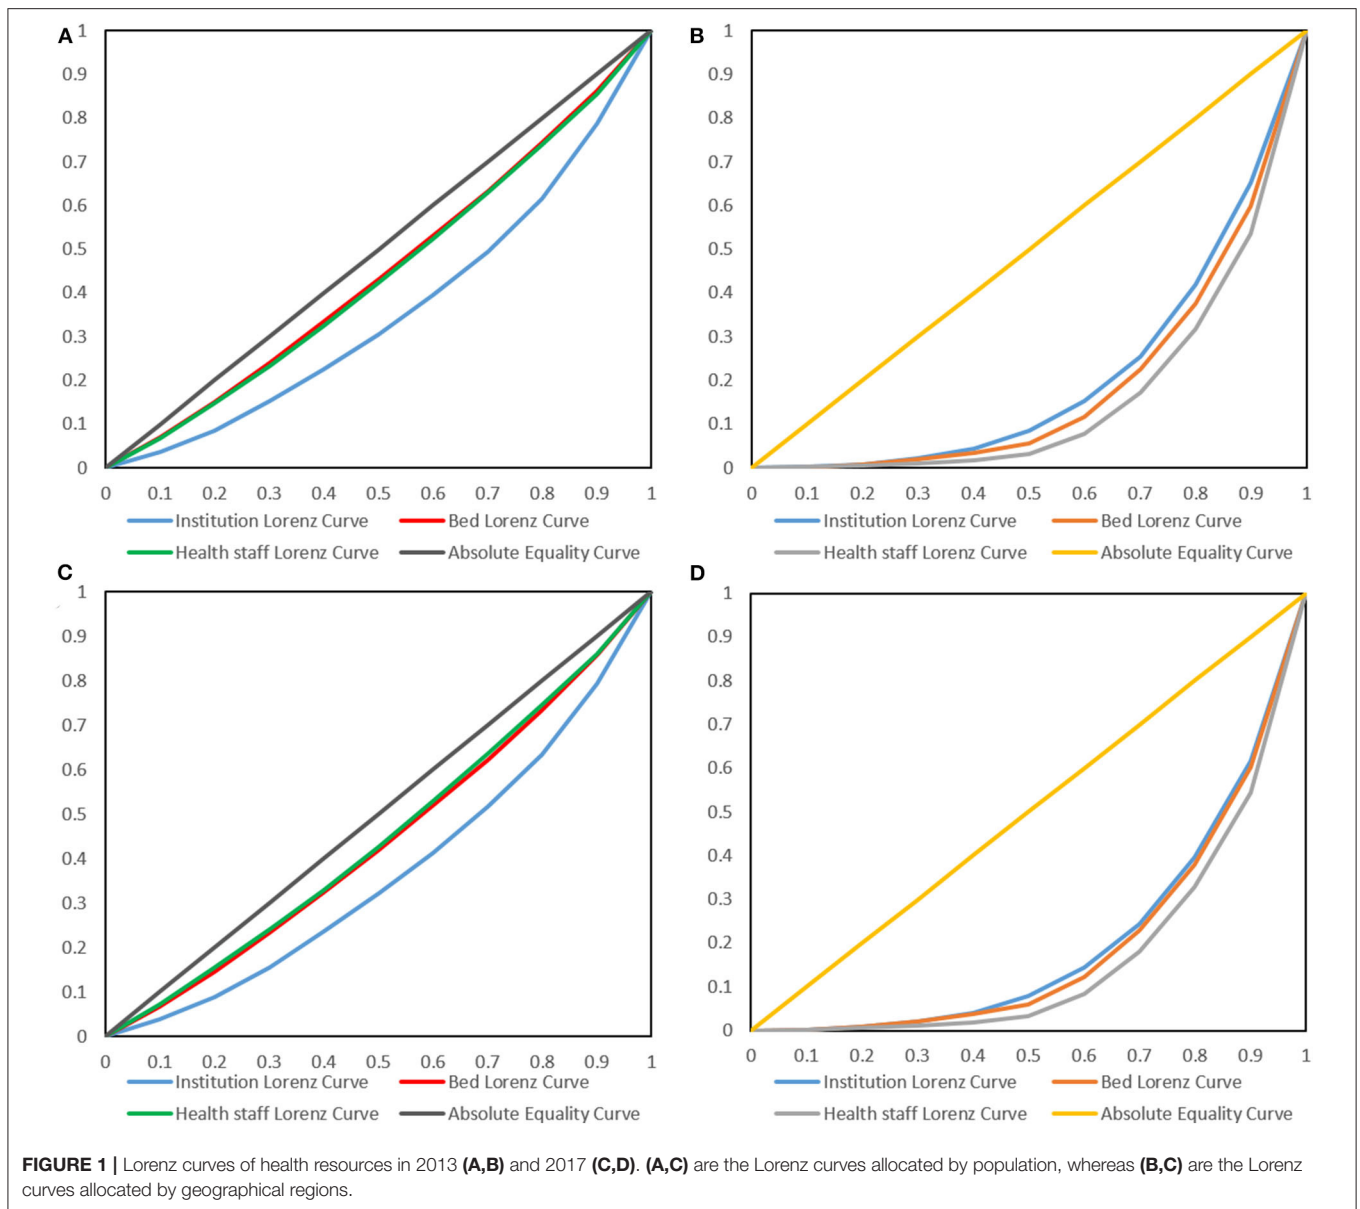 A
1
0.9
0.8
0.7
0.6
0.5
0.4
0.3
0.2
0.1
0
0 0.1 0.2 0.3 0.4 0.5 0.6 0.7 0.8 0.9 1
Institution Lorenz Curve Bed Lorenz Curve
Health staff Lorenz Curve Absolute Equality Curve
B
1
0.9
0.8
0.7
0.6
0.5
0.4
0.3
0.2
0.1
0
0 0.1 0.2 0.3 0.4 0.5 0.6 0.7 0.8 0.9 1
Institution Lorenz Curve Bed Lorenz Curve
Health staff Lorenz Curve Absolute Equality Curve
C
1
0.9
0.8
0.7
0.6
0.5
0.4
0.3
0.2
0.1
0
0 0.1 0.2 0.3 0.4 0.5 0.6 0.7 0.8 0.9 1
Institution Lorenz Curve Bed Lorenz Curve
Health staff Lorenz Curve Absolute Equality Curve
D
1
0.9
0.8
0.7
0.6
0.5
0.4
0.3
0.2
0.1
0
0 0.1 0.2 0.3 0.4 0.5 0.6 0.7 0.8 0.9 1
Institution Lorenz Curve Bed Lorenz Curve
Health staff Lorenz Curve Absolute Equality Curve
FIGURE 1 | Lorenz curves of health resources in 2013 (A,B) and 2017 (C,D). (A,C) are the Lorenz curves allocated by population, whereas (B,C) are the Lorenz
curves allocated by geographical regions.